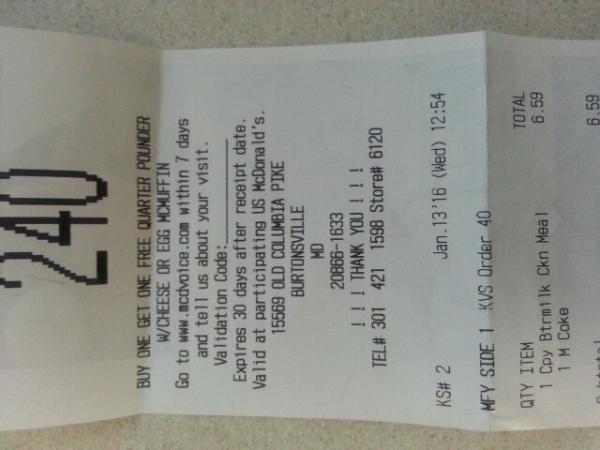 240
BUY ONE GET ONE FREE QUARTER POUNDER
W/CHEESE OR EGG MCMUFFIN
Go to www.mcdvoice.com within 7 days
and tell us about your visit.
Validation Code:__________
Expires 30 days after receipt date.
Valid at participating US McDonald's.
15569 OLD COLUMBIA PIKE
BURTONSVILLE
MD
20866-1633
! ! ! THANK YOU ! ! !
TEL# 301 421 1598 Store# 6120
KS# 2 Jan.13'16 (Wed) 12:54
MFY SIDE 1 KVS Order 40
QTY ITEM TOTAL
1 Cpy Btrmilk Ckn Meal 6.59
1 M Coke
6.59